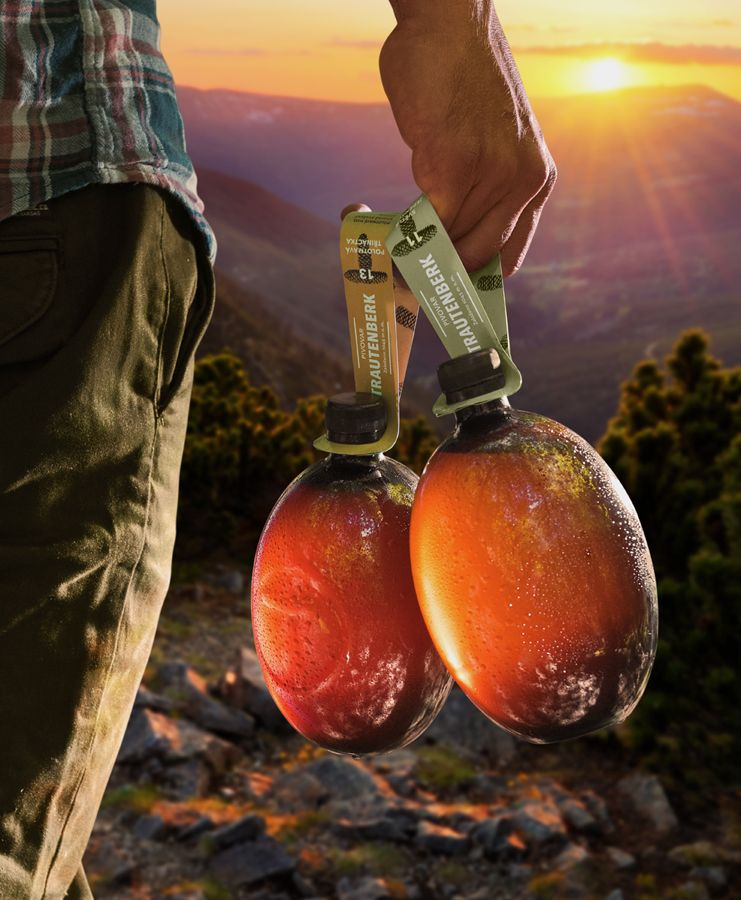 POLOTMAVÁ
TŘINÁCTKA
13
PIVOVAR
TRAUTENBERK
11
PIVOVAR
TRAUTENBERK